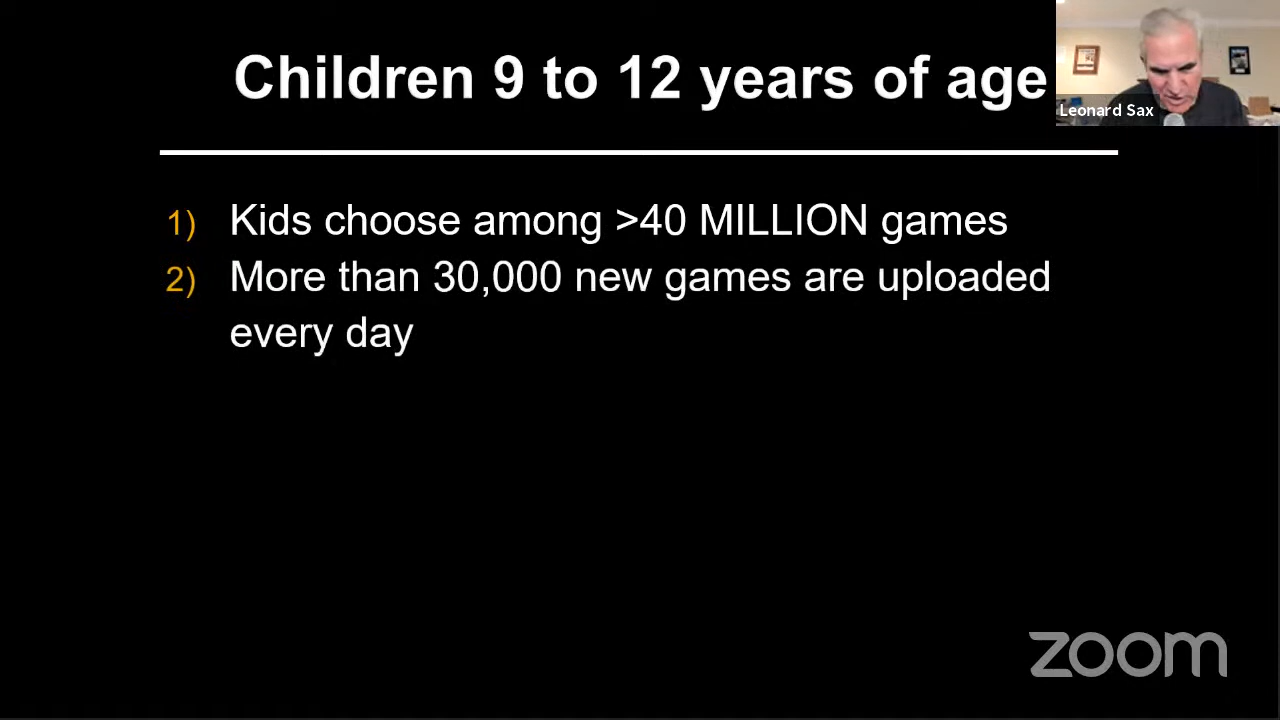 Children 9 to 12 years of age
Leonard Sax
1) Kids choose among >40 MILLION games
2) More than 30,000 new games are uploaded
every day
zoom